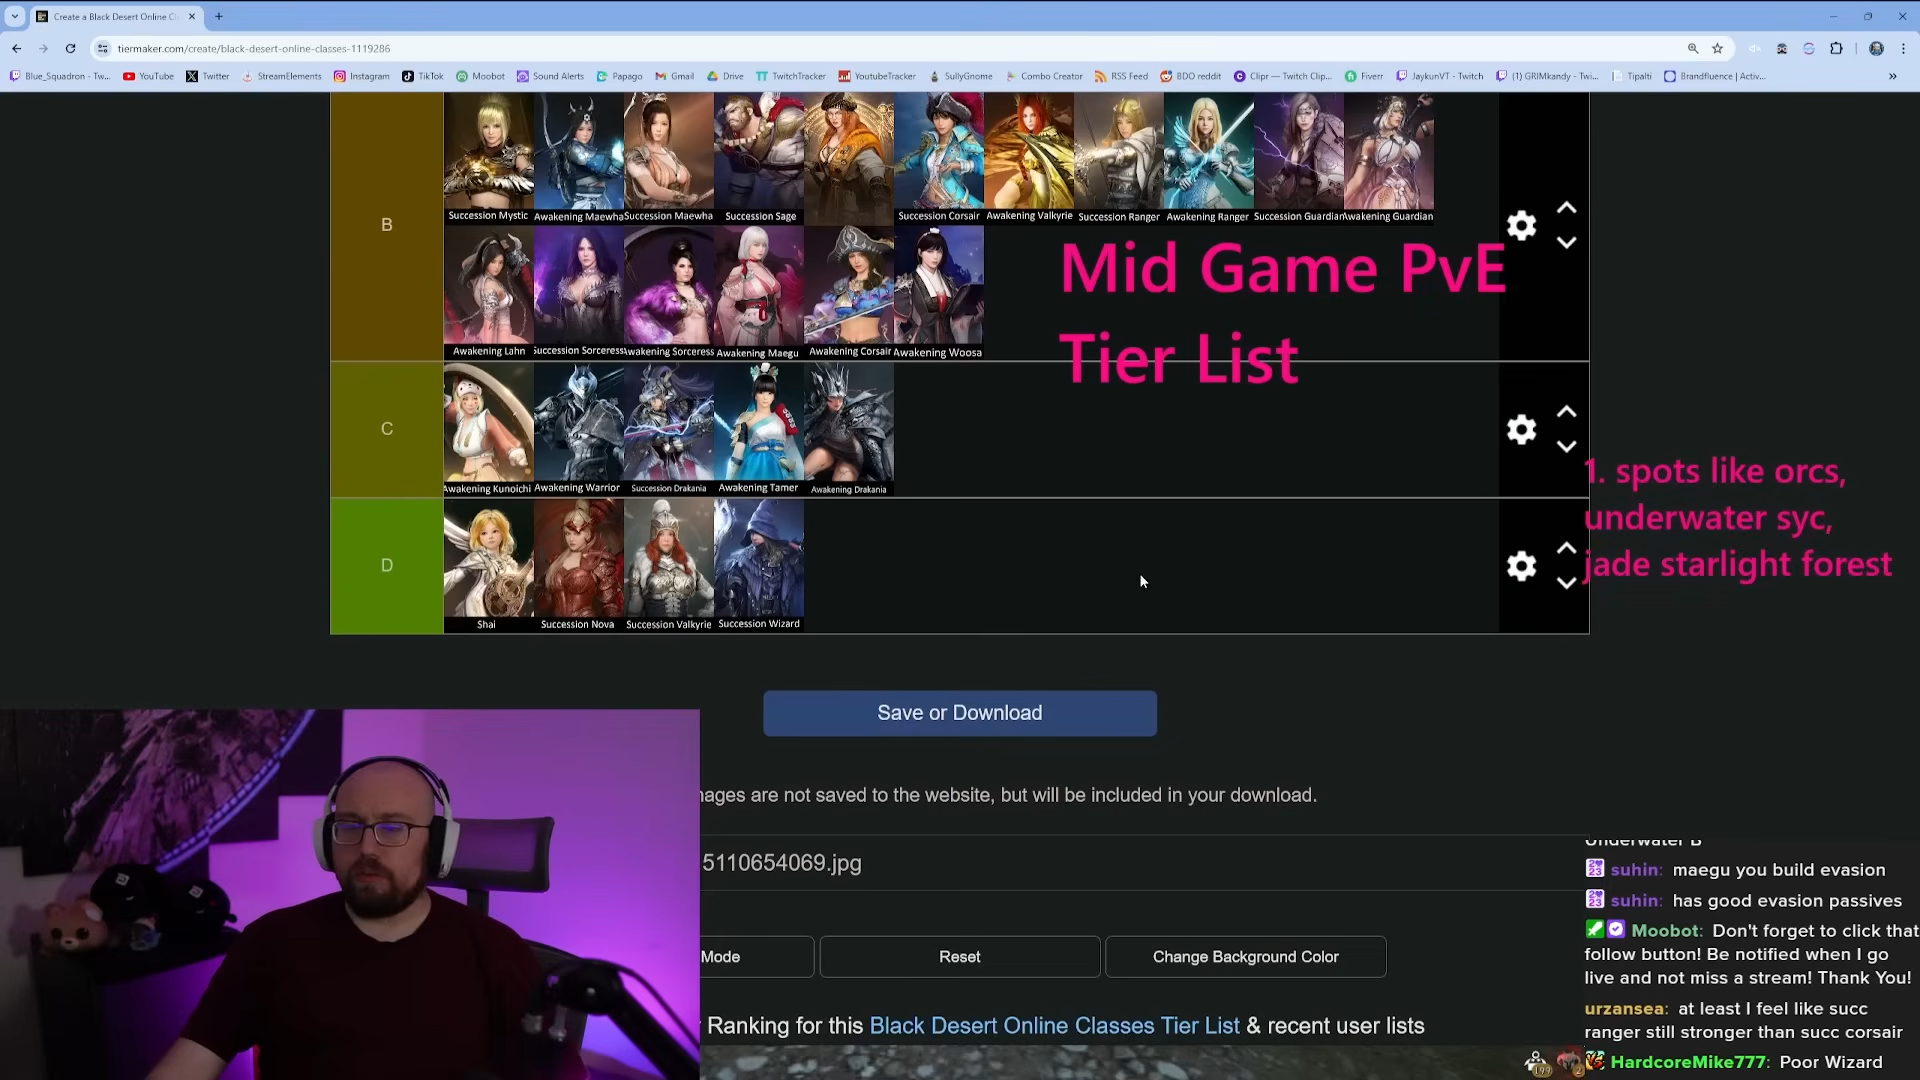 Create a Black Desert Online Cl
tiermaker.com/create/black-desert-online-classes-1119286
Blue_Squadron - Tw...
YouTube
Twitter
StreamElements
Instagram
TikTok
Moobot
Sound Alerts
Papago
Gmail
Drive
TwitchTracker
YoutubeTracker
SullyGnome
Combo Creator
RSS Feed
BDO reddit
Clipr — Twitch Clip...
Fiverr
JaykunVT - Twitch
(1) GRIMkandy - Twi...
Tipalti
Brandfluence | Activ...
B
Succession Mystic
Awakening Maewha
Succession Maewha
Succession Sage
Succession Corsair
Awakening Valkyrie
Succession Ranger
Awakening Ranger
Succession Guardian
Awakening Guardian
Awakening Lahn
Succession Sorceress
Awakening Sorceress
Awakening Maegu
Awakening Corsair
Awakening Woosa
Mid Game PvE
Tier List
C
Awakening Kunoichi
Awakening Warrior
Succession Drakania
Awakening Tamer
Awakening Drakania
1. spots like orcs,
underwater syc,
jade starlight forest
D
Shai
Succession Nova
Succession Valkyrie
Succession Wizard
Save or Download
mages are not saved to the website, but will be included in your download.
5110654069.jpg
Mode
Reset
Change Background Color
Ranking for this Black Desert Online Classes Tier List & recent user lists
Underwater B
suhin: maegu you build evasion
suhin: has good evasion passives
Moobot: Don't forget to click that
follow button! Be notified when I go
live and not miss a stream! Thank You!
urzansea: at least I feel like succ
ranger still stronger than succ corsair
HardcoreMike777: Poor Wizard
199
2